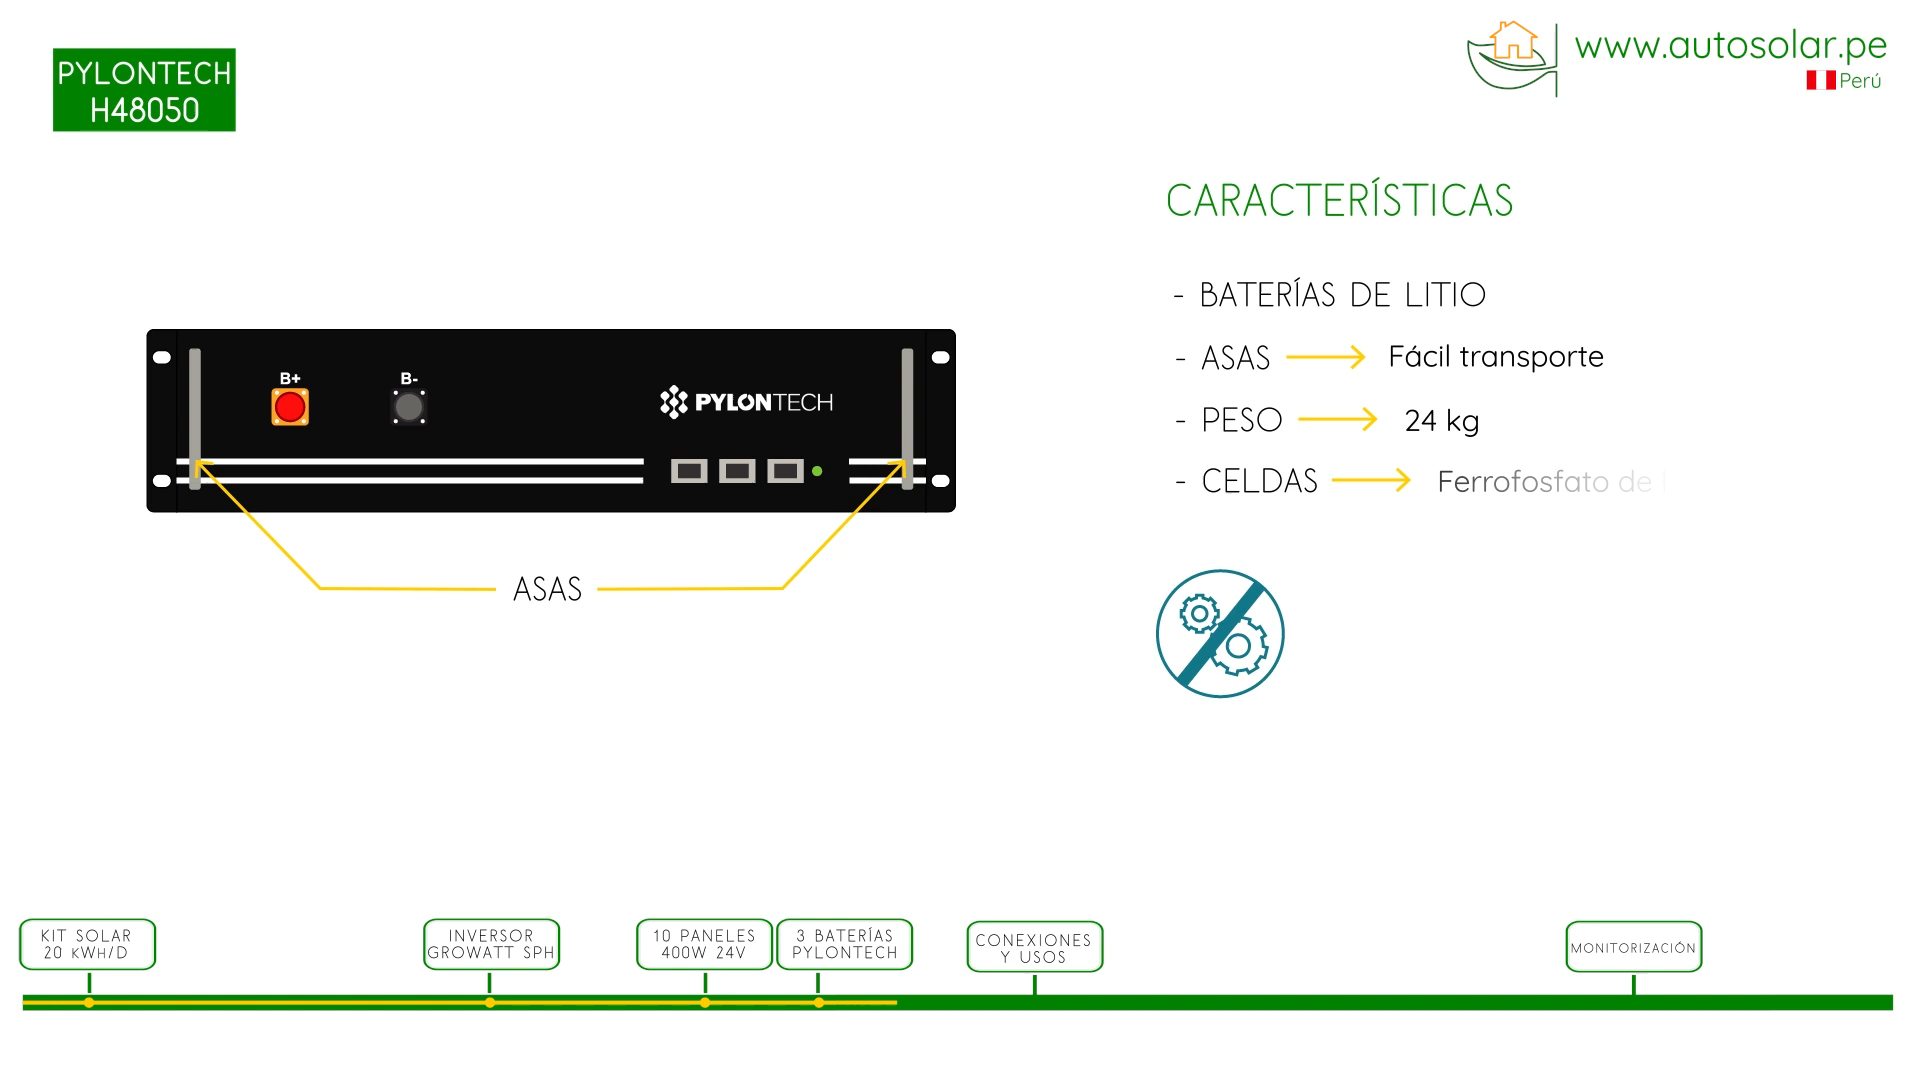 PYLONTECH
H48050
www.autosolar.pe
Perú
CARACTERÍSTICAS
- BATERÍAS DE LITIO
- ASAS Fácil transporte
- PESO 24 kg
- CELDAS Ferrofosfato de
B+ B-
PYLONTECH
ASAS
KIT SOLAR
20 KWH/D
INVERSOR
GROWATT SPH
10 PANELES
400W 24V
3 BATERÍAS
PYLONTECH
CONEXIONES
Y USOS
MONITORIZACIÓN